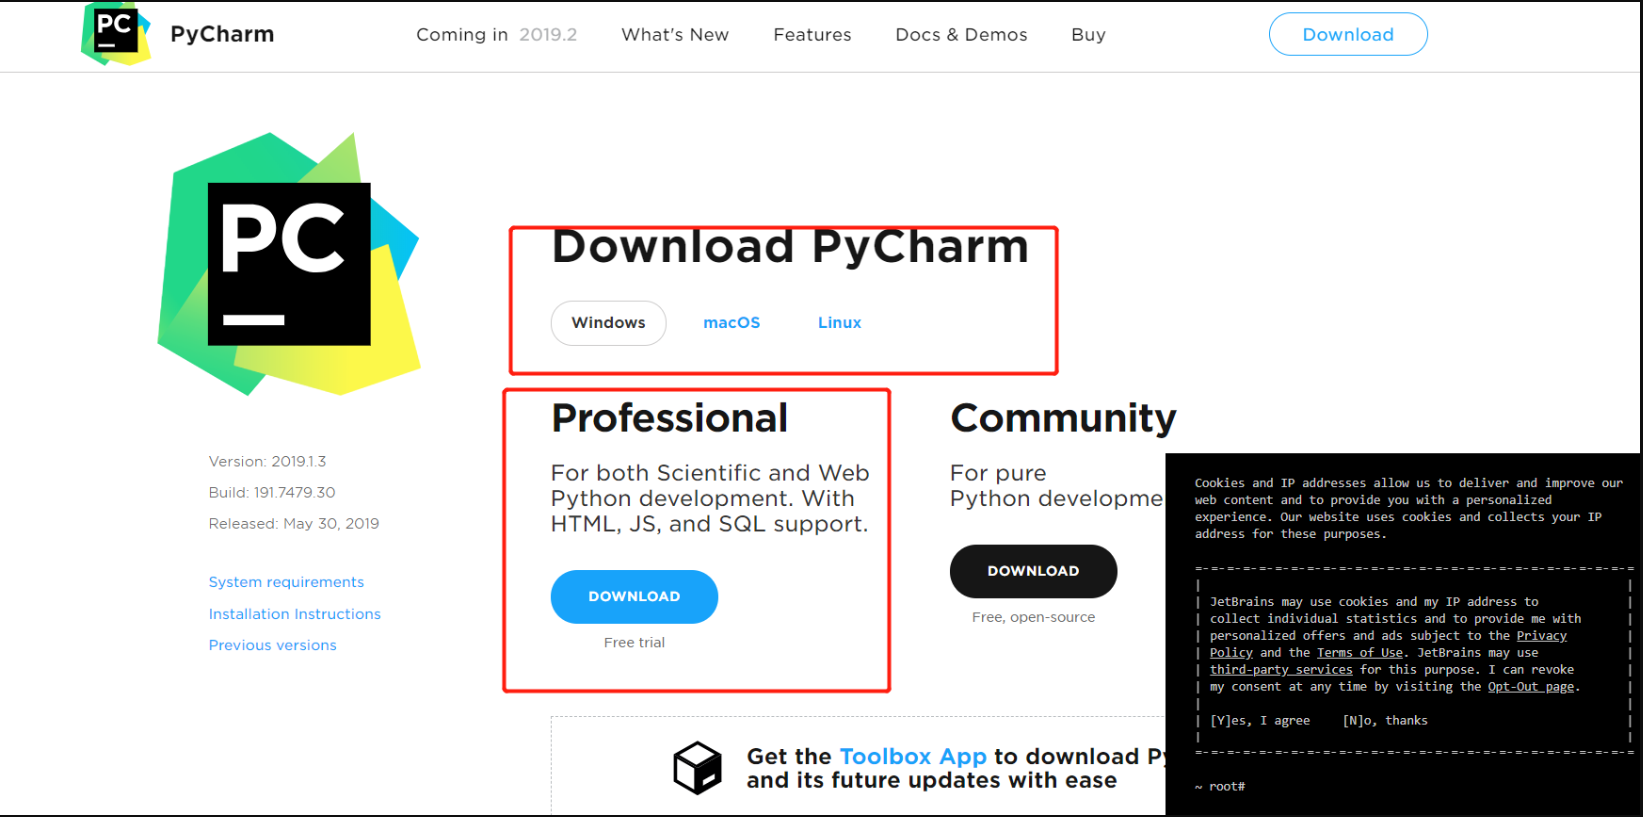 PC PyCharm Coming in 2019.2 What's New Features Docs & Demos Buy Download
PC
Download PyCharm
Windows macOS Linux
Professional
For both Scientific and Web
Python development. With
HTML, JS, and SQL support.
DOWNLOAD
Free trial
Community
For pure
Python developme
DOWNLOAD
Free, open-source
Version: 2019.1.3
Build: 191.7479.30
Released: May 30, 2019
System requirements
Installation Instructions
Previous versions
Get the Toolbox App to download Py
and its future updates with ease
Cookies and IP addresses allow us to deliver and improve our
web content and to provide you with a personalized
experience. Our website uses cookies and collects your IP
address for these purposes.
JetBrains may use cookies and my IP address to
collect individual statistics and to provide me with
personalized offers and ads subject to the Privacy
Policy and the Terms of Use. JetBrains may use
third-party services for this purpose. I can revoke
my consent at any time by visiting the Opt-Out page.
[Y]es, I agree [N]o, thanks
~ root#